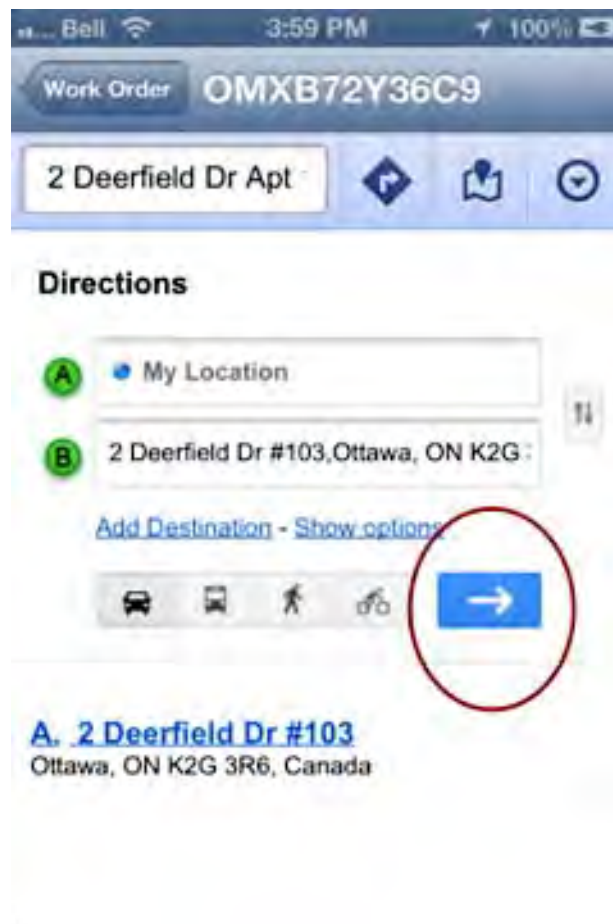 Bell 3:59 PM 100%
Work Order OMXB72Y36C9
2 Deerfield Dr Apt
Directions
A My Location
B 2 Deerfield Dr #103,Ottawa, ON K2G
Add Destination - Show options
A. 2 Deerfield Dr #103
Ottawa, ON K2G 3R6, Canada